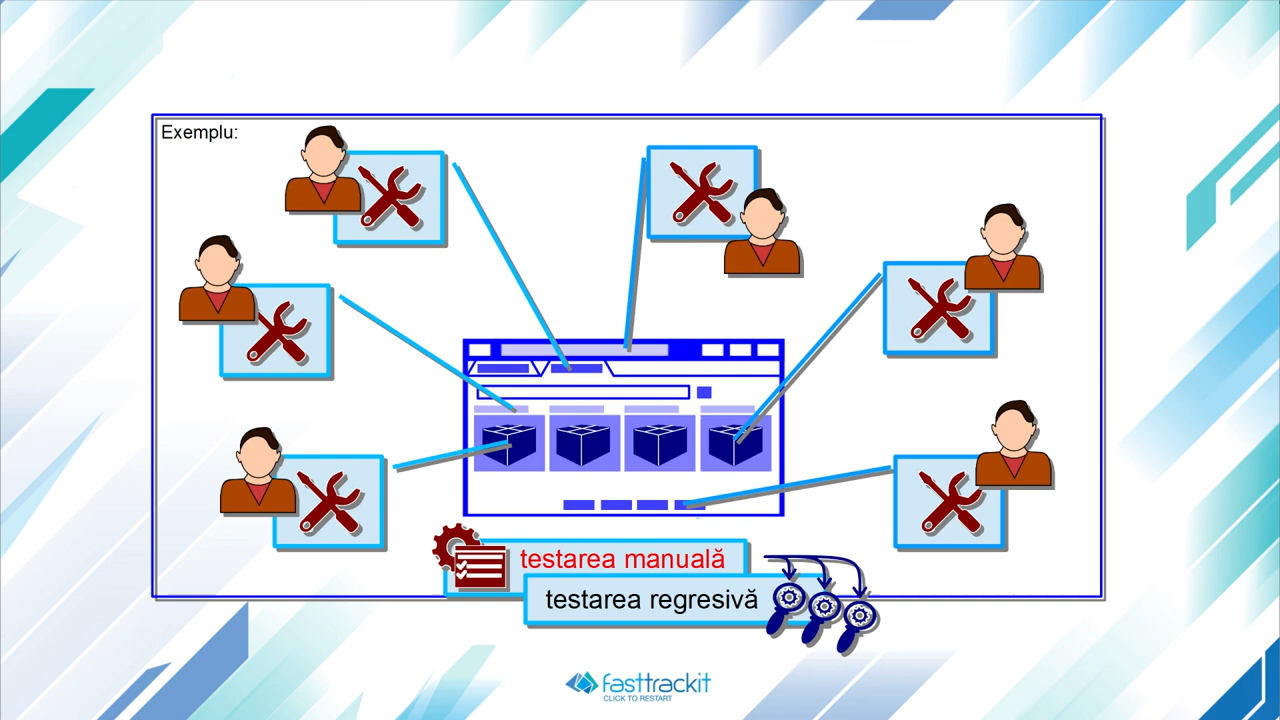 Exemplu:
testarea manuală
testarea regresivă
fasttrackit
CLICK TO RESTART